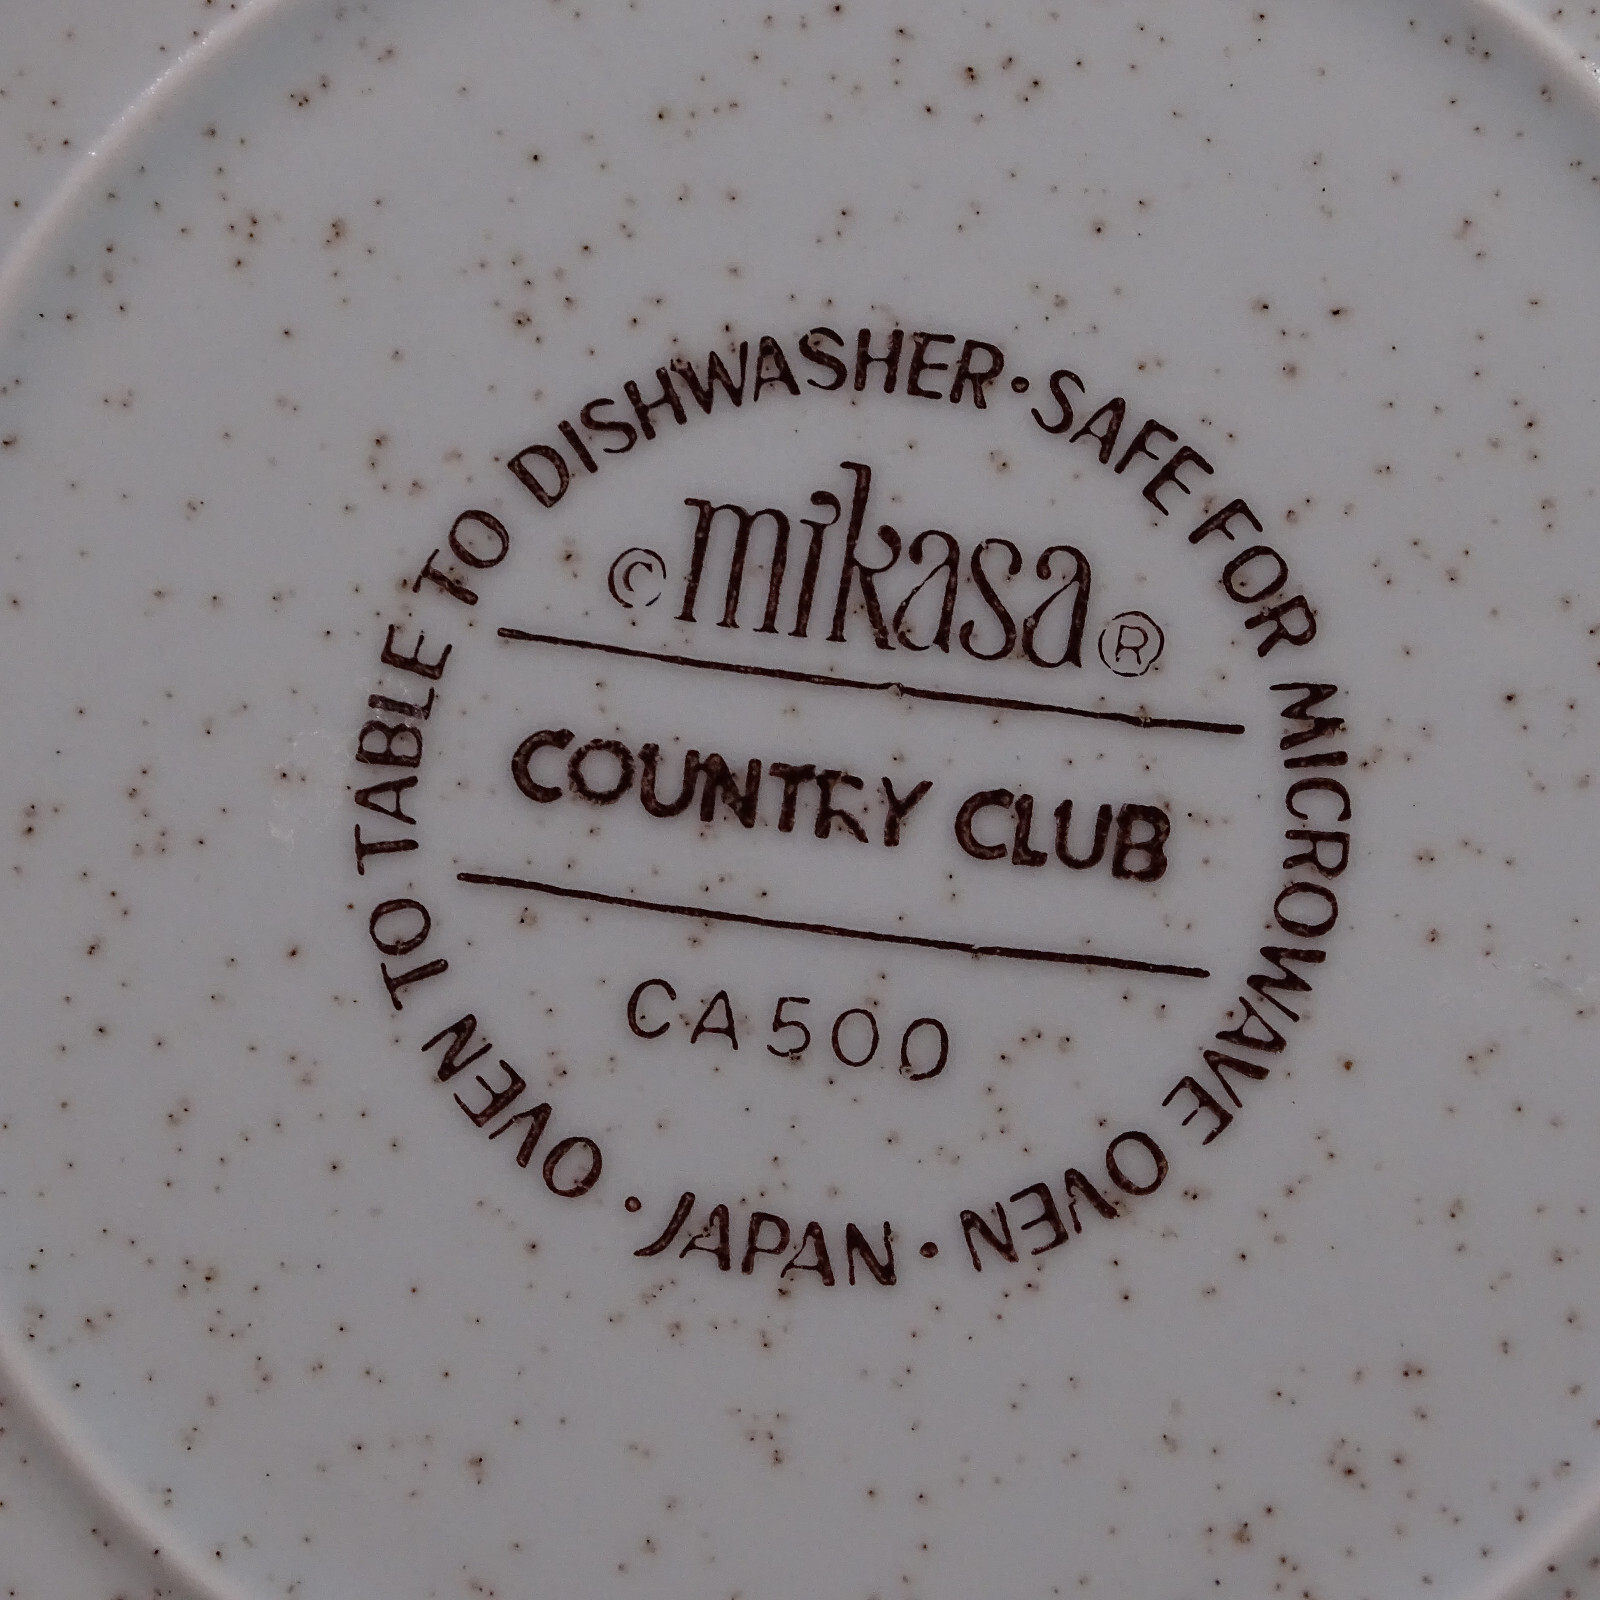 OVEN TO TABLE TO DISHWASHER • SAFE FOR MICROWAVE OVEN • JAPAN •
© mikasa ®
COUNTRY CLUB
CA500